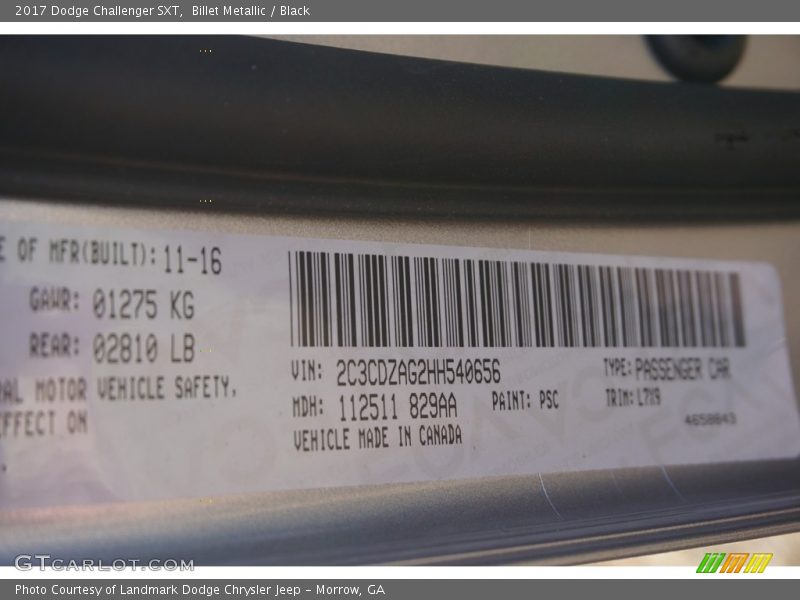 2017 Dodge Challenger SXT, Billet Metallic / Black
E OF MFR(BUILT): 11-16
GAWR: 01275 KG
REAR: 02810 LB
AL MOTOR VEHICLE SAFETY,
FFECT ON
VIN: 2C3CDZAG2HH540656
TYPE: PASSENGER CAR
MDH: 112511 829AA
PAINT: PSC
TRIM: L7X9
VEHICLE MADE IN CANADA
4658843
GTCARLOT.COM
Photo Courtesy of Landmark Dodge Chrysler Jeep – Morrow, GA